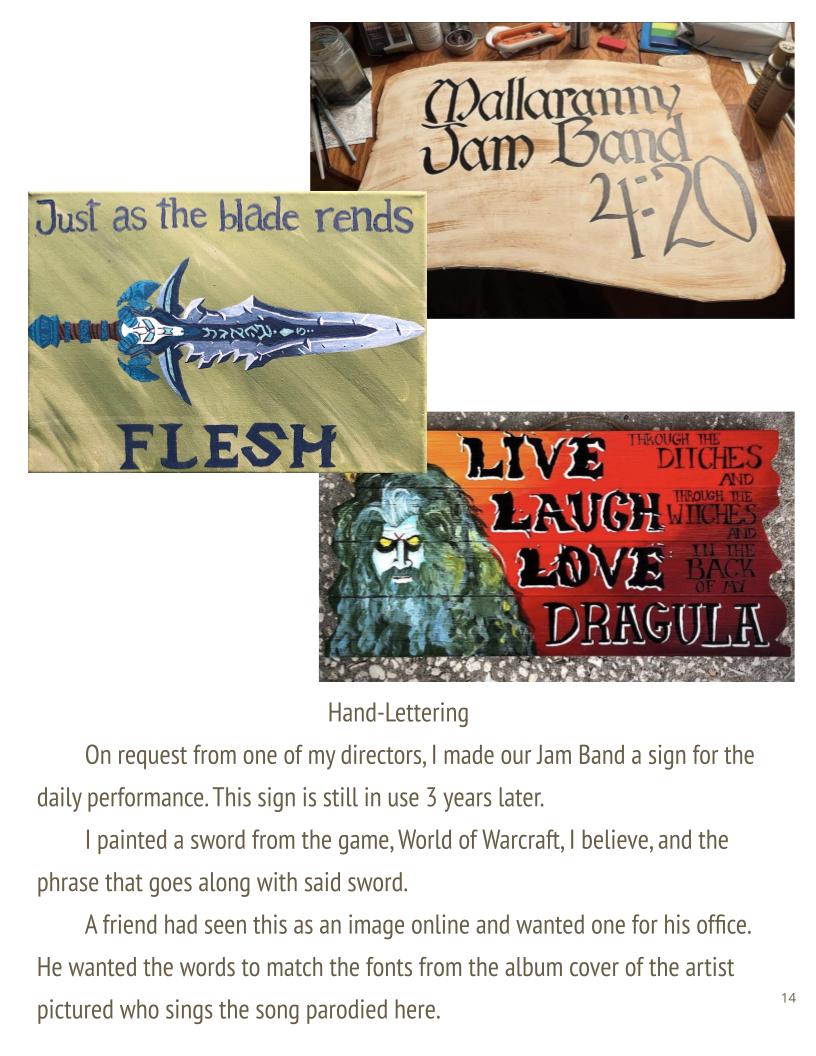 Mallaranny
Jam Band
4:20
Just as the blade rends
FLESH
LIVE
LAUGH
LOVE
THROUGH THE
DITCHES
AND
THROUGH THE
WITCHES
AND
IN THE
BACK
OF MY
DRAGULA
Hand-Lettering
On request from one of my directors, I made our Jam Band a sign for the
daily performance. This sign is still in use 3 years later.
I painted a sword from the game, World of Warcraft, I believe, and the
phrase that goes along with said sword.
A friend had seen this as an image online and wanted one for his office.
He wanted the words to match the fonts from the album cover of the artist
pictured who sings the song parodied here.
14